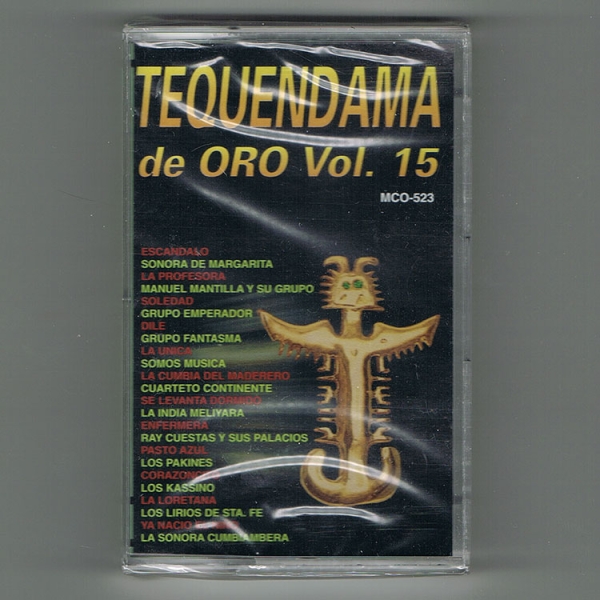 TEQUENDAMA
de ORO Vol. 15
MCO-523
ESCANDALO
SONORA DE MARGARITA
LA PROFESORA
MANUEL MANTILLA Y SU GRUPO
SOLEDAD
GRUPO EMPERADOR
DILE
GRUPO FANTASMA
LA UNICA
SOMOS MUSICA
LA CUMBIA DEL MADERERO
CUARTETO CONTINENTE
SE LEVANTA DORANDO
LA INDIA MELIYARA
ENFERMERA
RAY CUESTAS Y SUS PALACIOS
PASTO AZUL
LOS PAKINES
LOS KASSINO
LA LORETANA
LOS LIRIOS DE STA. FE
YA NACIO
LA SONORA CUMBIAMBERA